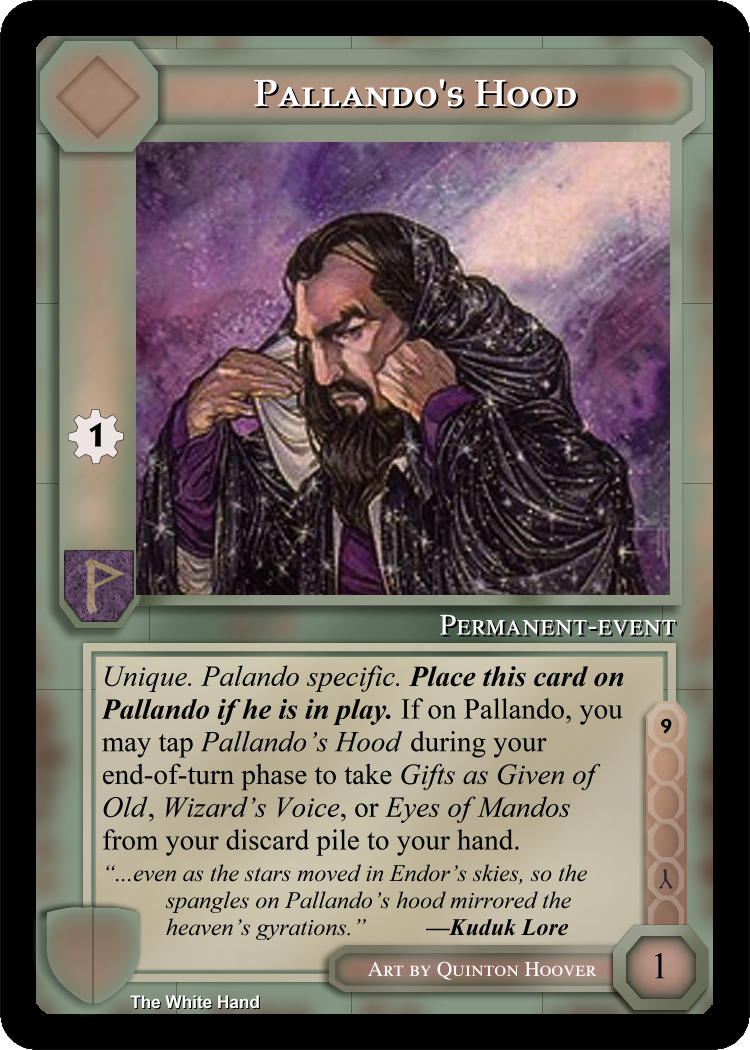 Pallando's Hood
1
Permanent-event
Unique. Palando specific. Place this card on
Pallando if he is in play. If on Pallando, you
may tap Pallando's Hood during your
end-of-turn phase to take Gifts as Given of
Old, Wizard's Voice, or Eyes of Mandos
from your discard pile to your hand.
9
“...even as the stars moved in Endor's skies, so the
spangles on Pallando's hood mirrored the
heaven's gyrations.” —Kuduk Lore
Art by Quinton Hoover
1
The White Hand